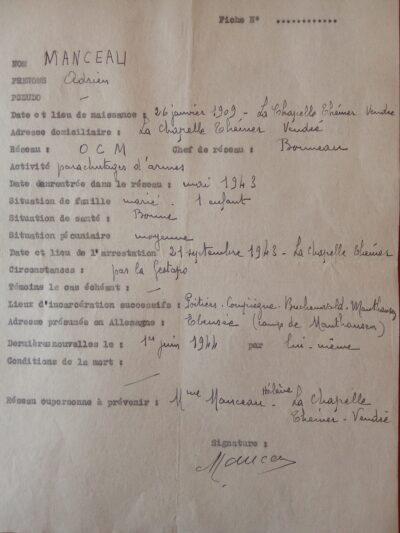 Fiche N° ............
NOM MANCEAU
PRENOMS Adrien
PSEUDO —
Date et lieu de naissance : 26 janvier 1909 - La Chapelle Thémer Vendée
Adresse domiciliaire : La Chapelle Thémer Vendée
Réseau : O C M Chef de réseau : Bonneau
Activité parachutages d'armes
Date d'entrée dans le réseau : mai 1943
Situation de famille marié. 1 enfant
Situation de santé : Bonne
Situation pécuniaire moyenne
Date et lieu de l'arrestation 21 septembre 1943 - La Chapelle Thémer
Circonstances : par la Gestapo
Témoins le cas échéant : —
Lieux d'incarcération successifs : Poitiers - Compiègne - Buchenwald - Mauthausen
Adresse présumée en Allemagne : Ebensée (camp de Mauthausen)
Dernières nouvelles le : 1er juin 1944 par lui-même
Conditions de la mort : —
Réseau ou personne à prévenir : Mme Manceau Hélène - La Chapelle
Thémer - Vendée
Signature :
Manceau